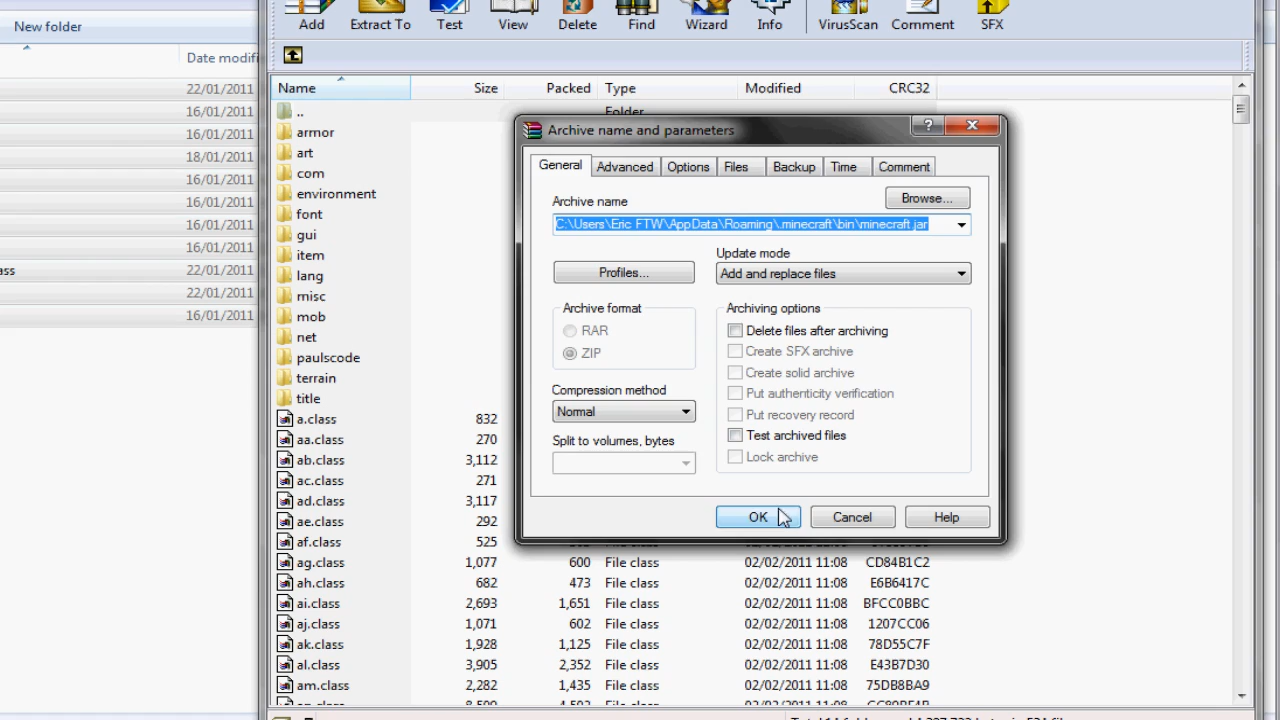 New folder
Add Extract To Test View Delete Find Wizard Info VirusScan Comment SFX
Date modifi
22/01/2011
16/01/2011
16/01/2011
18/01/2011
16/01/2011
16/01/2011
16/01/2011
16/01/2011
ass 22/01/2011
22/01/2011
16/01/2011
Name Size Packed Type Modified CRC32
.. Folder
armor
art
com
environment
font
gui
item
lang
misc
mob
net
paulscode
terrain
title
a.class 832
aa.class 270
ab.class 3,112
ac.class 271
ad.class 3,117
ae.class 292
af.class 525
ag.class 1,077 600 File class 02/02/2011 11:08 CD84B1C2
ah.class 682 473 File class 02/02/2011 11:08 E6B6417C
ai.class 2,693 1,651 File class 02/02/2011 11:08 BFCC0BBC
aj.class 1,071 602 File class 02/02/2011 11:08 1207CC06
ak.class 1,928 1,125 File class 02/02/2011 11:08 78D55C7F
al.class 3,905 2,352 File class 02/02/2011 11:08 E43B7D30
am.class 2,282 1,435 File class 02/02/2011 11:08 75DB8BA9
Archive name and parameters
General Advanced Options Files Backup Time Comment
Archive name
Browse...
C:\Users\Eric FTW\AppData\Roaming\.minecraft\bin\minecraft.jar
Profiles...
Update mode
Add and replace files
Archive format
RAR
ZIP
Compression method
Normal
Split to volumes, bytes
Archiving options
Delete files after archiving
Create SFX archive
Create solid archive
Put authenticity verification
Put recovery record
Test archived files
Lock archive
OK Cancel Help